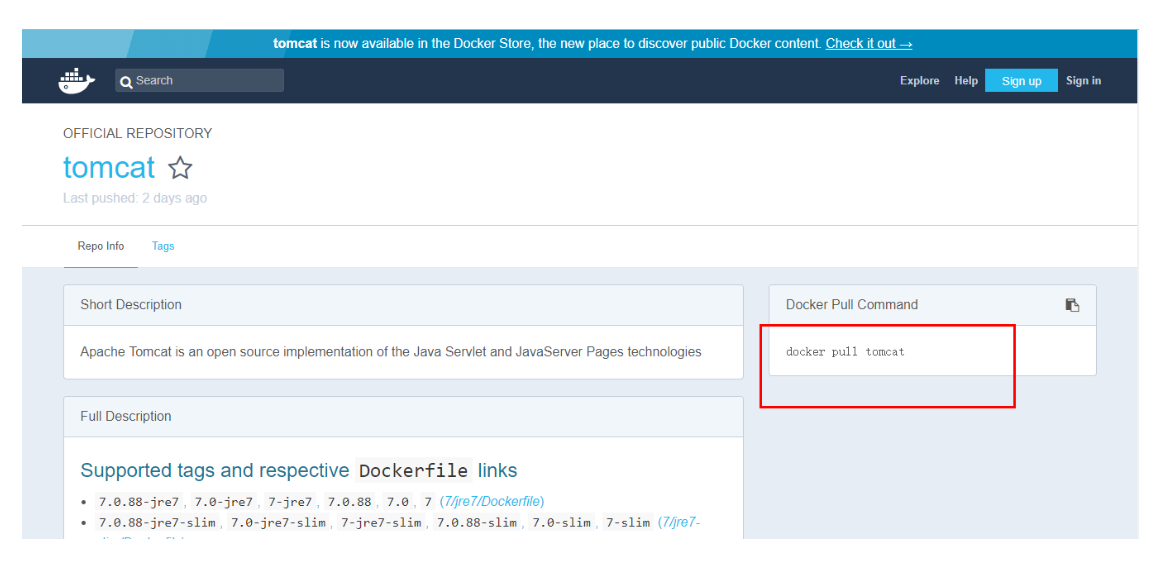 tomcat is now available in the Docker Store, the new place to discover public Docker content. Check it out →
Search
Explore Help Sign up Sign in
OFFICIAL REPOSITORY
tomcat
Last pushed: 2 days ago
Repo Info Tags
Short Description
Apache Tomcat is an open source implementation of the Java Servlet and JavaServer Pages technologies
Docker Pull Command
docker pull tomcat
Full Description
Supported tags and respective Dockerfile links
• 7.0.88-jre7, 7.0-jre7, 7-jre7, 7.0.88, 7.0, 7 (7/jre7/Dockerfile)
• 7.0.88-jre7-slim, 7.0-jre7-slim, 7-jre7-slim, 7.0.88-slim, 7.0-slim, 7-slim (7/jre7-